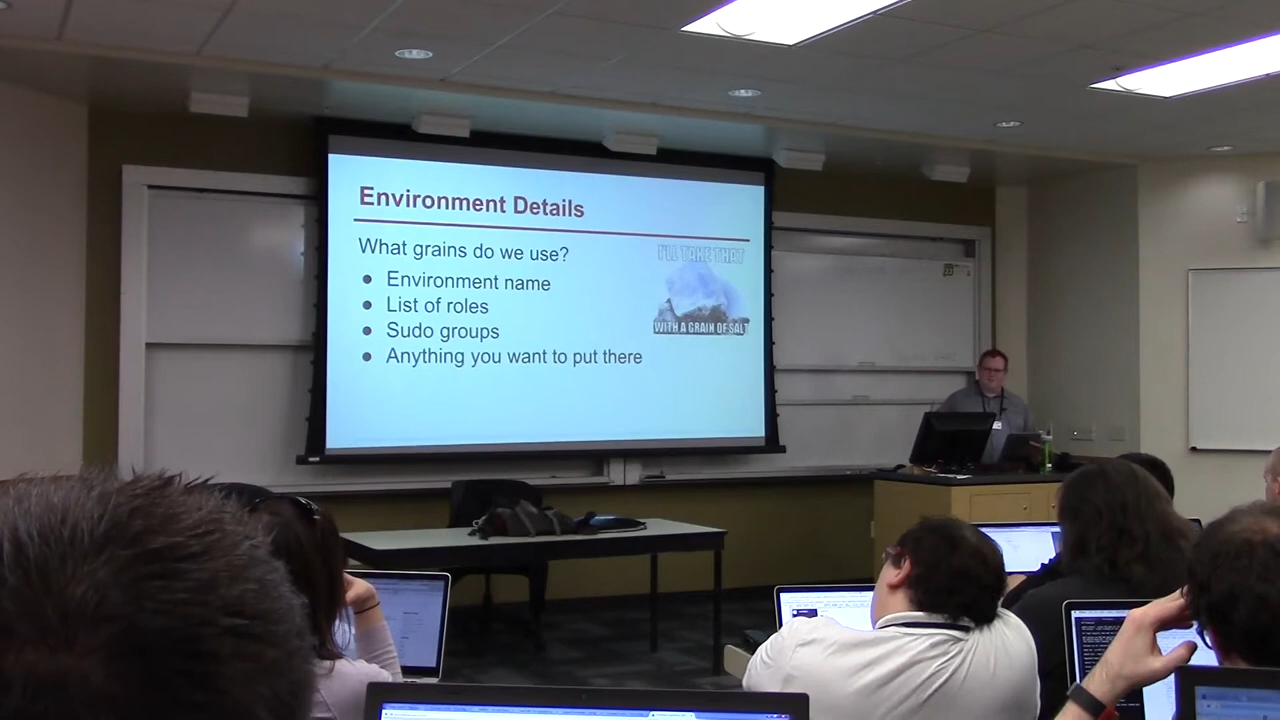 Environment Details
What grains do we use?
I'LL TAKE THAT
● Environment name
● List of roles
● Sudo groups
WITH A GRAIN OF SALT
● Anything you want to put there